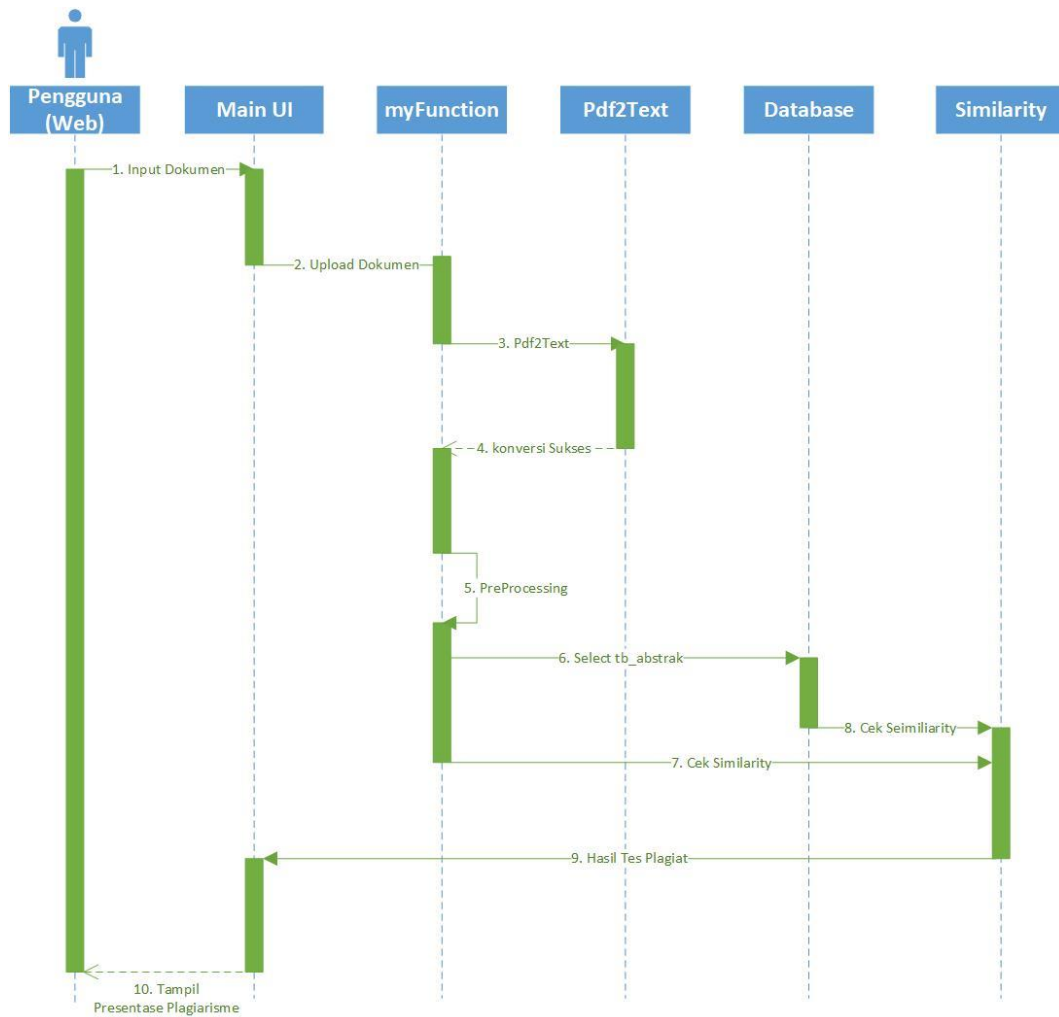 Pengguna
(Web)
Main UI
myFunction
Pdf2Text
Database
Similarity
1. Input Dokumen
2. Upload Dokumen
3. Pdf2Text
4. konversi Sukses
5. PreProcessing
6. Select tb_abstrak
8. Cek Seimiliarity
7. Cek Similarity
9. Hasil Tes Plagiat
10. Tampil
Presentase Plagiarisme